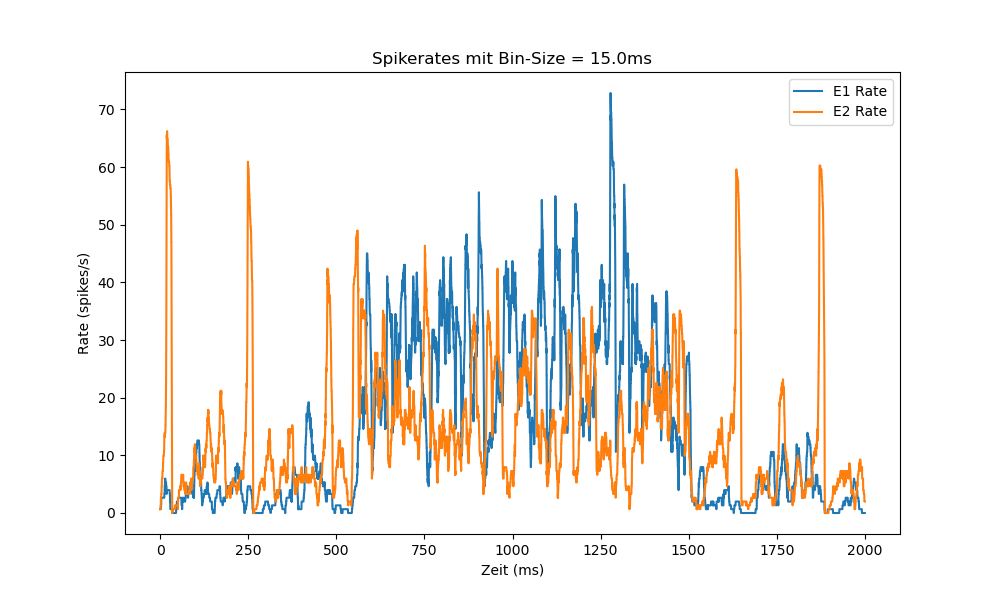 Spikerates mit Bin-Size = 15.0ms
E1 Rate
E2 Rate
Rate (spikes/s)
70
60
50
40
30
20
10
0
0 250 500 750 1000 1250 1500 1750 2000
Zeit (ms)